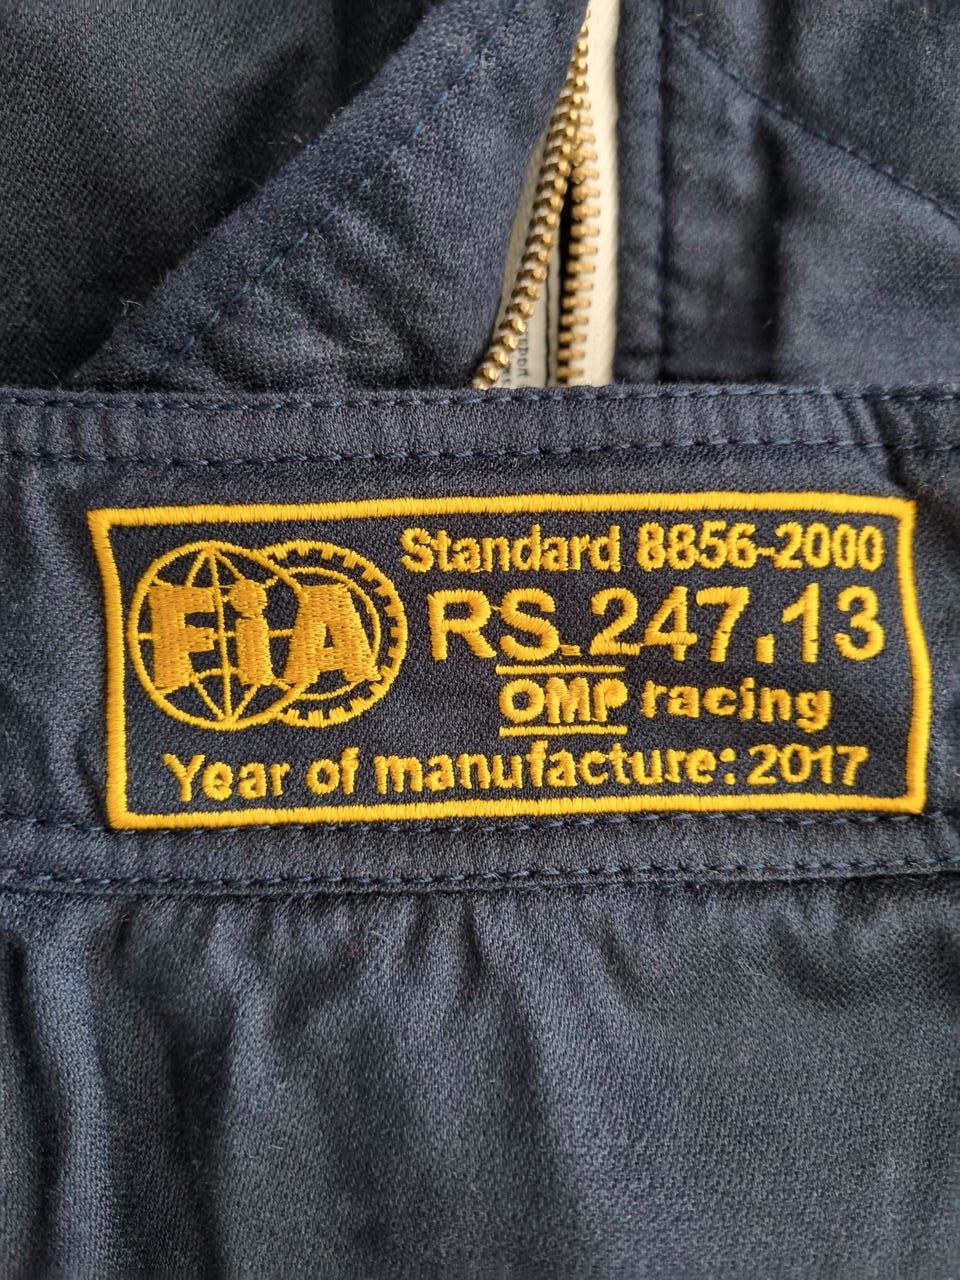 FiA
Standard 8856-2000
RS.247.13
OMP racing
Year of manufacture: 2017